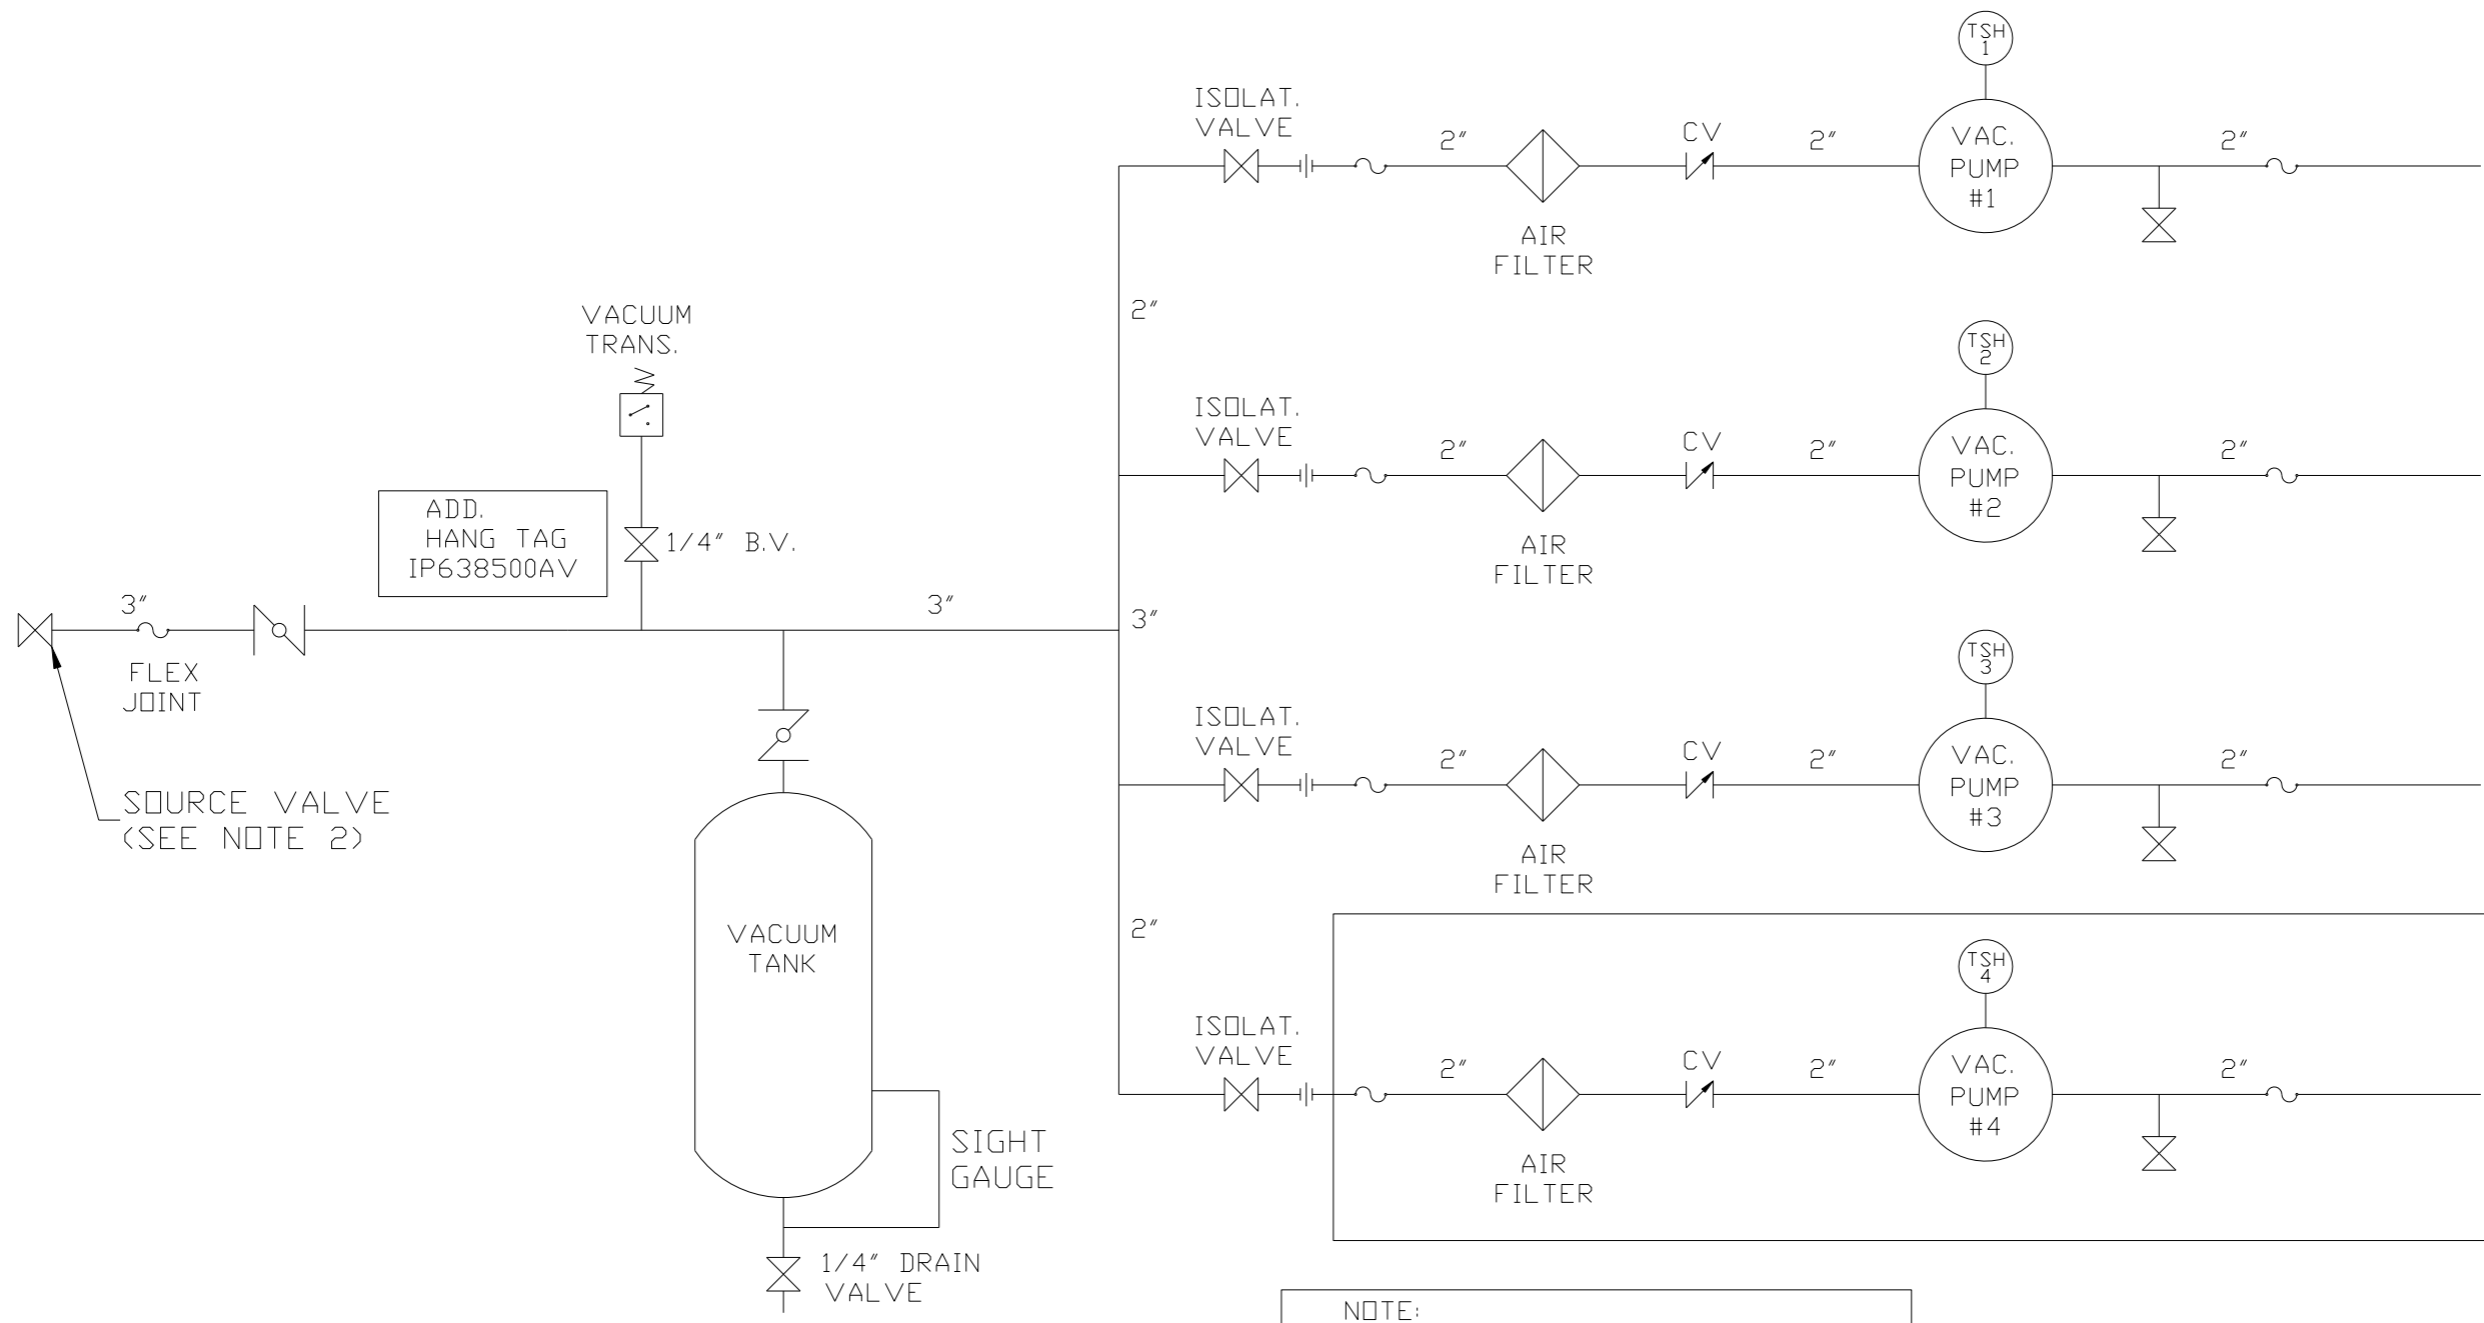 TSH
1
ISOLAT.
VALVE
2"
CV
2"
VAC.
PUMP
#1
2"
AIR
FILTER
2"
VACUUM
TRANS.
TSH
2
ISOLAT.
VALVE
2"
CV
2"
VAC.
PUMP
#2
2"
AIR
FILTER
ADD.
HANG TAG
IP638500AV
1/4" B.V.
3"
3"
3"
FLEX
JOINT
SOURCE VALVE
(SEE NOTE 2)
TSH
3
ISOLAT.
VALVE
2"
CV
2"
VAC.
PUMP
#3
2"
AIR
FILTER
2"
VACUUM
TANK
TSH
4
ISOLAT.
VALVE
2"
CV
2"
VAC.
PUMP
#4
2"
AIR
FILTER
SIGHT
GAUGE
1/4" DRAIN
VALVE
NOTE: